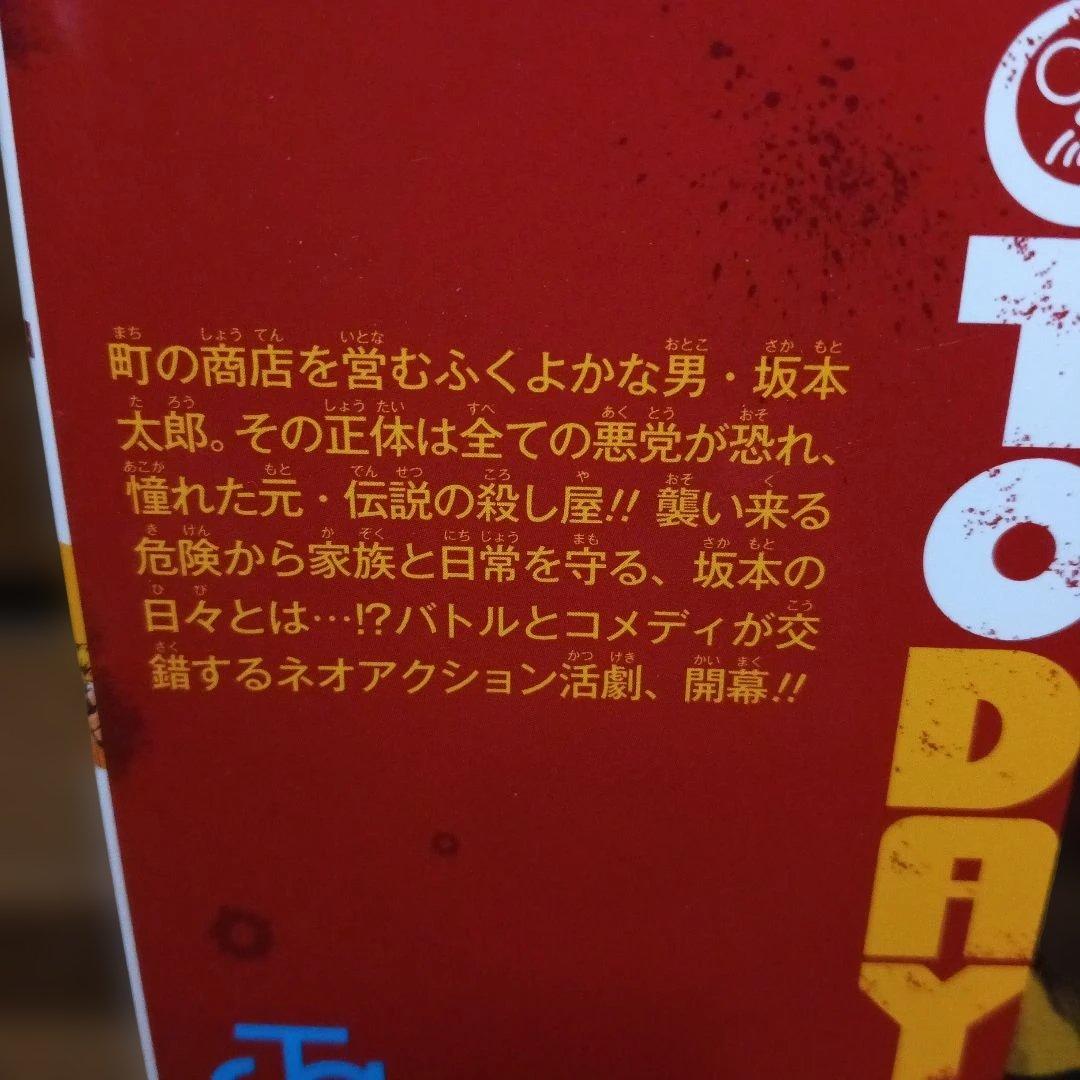 町の商店を営むふくよかな男・坂本
太郎。その正体は全ての悪党が恐れ、
憧れた元・伝説の殺し屋!! 襲い来る
危険から家族と日常を守る、坂本の
日々とは…!?バトルとコメディが交
錯するネオアクション活劇、開幕!!
OTO
DAY